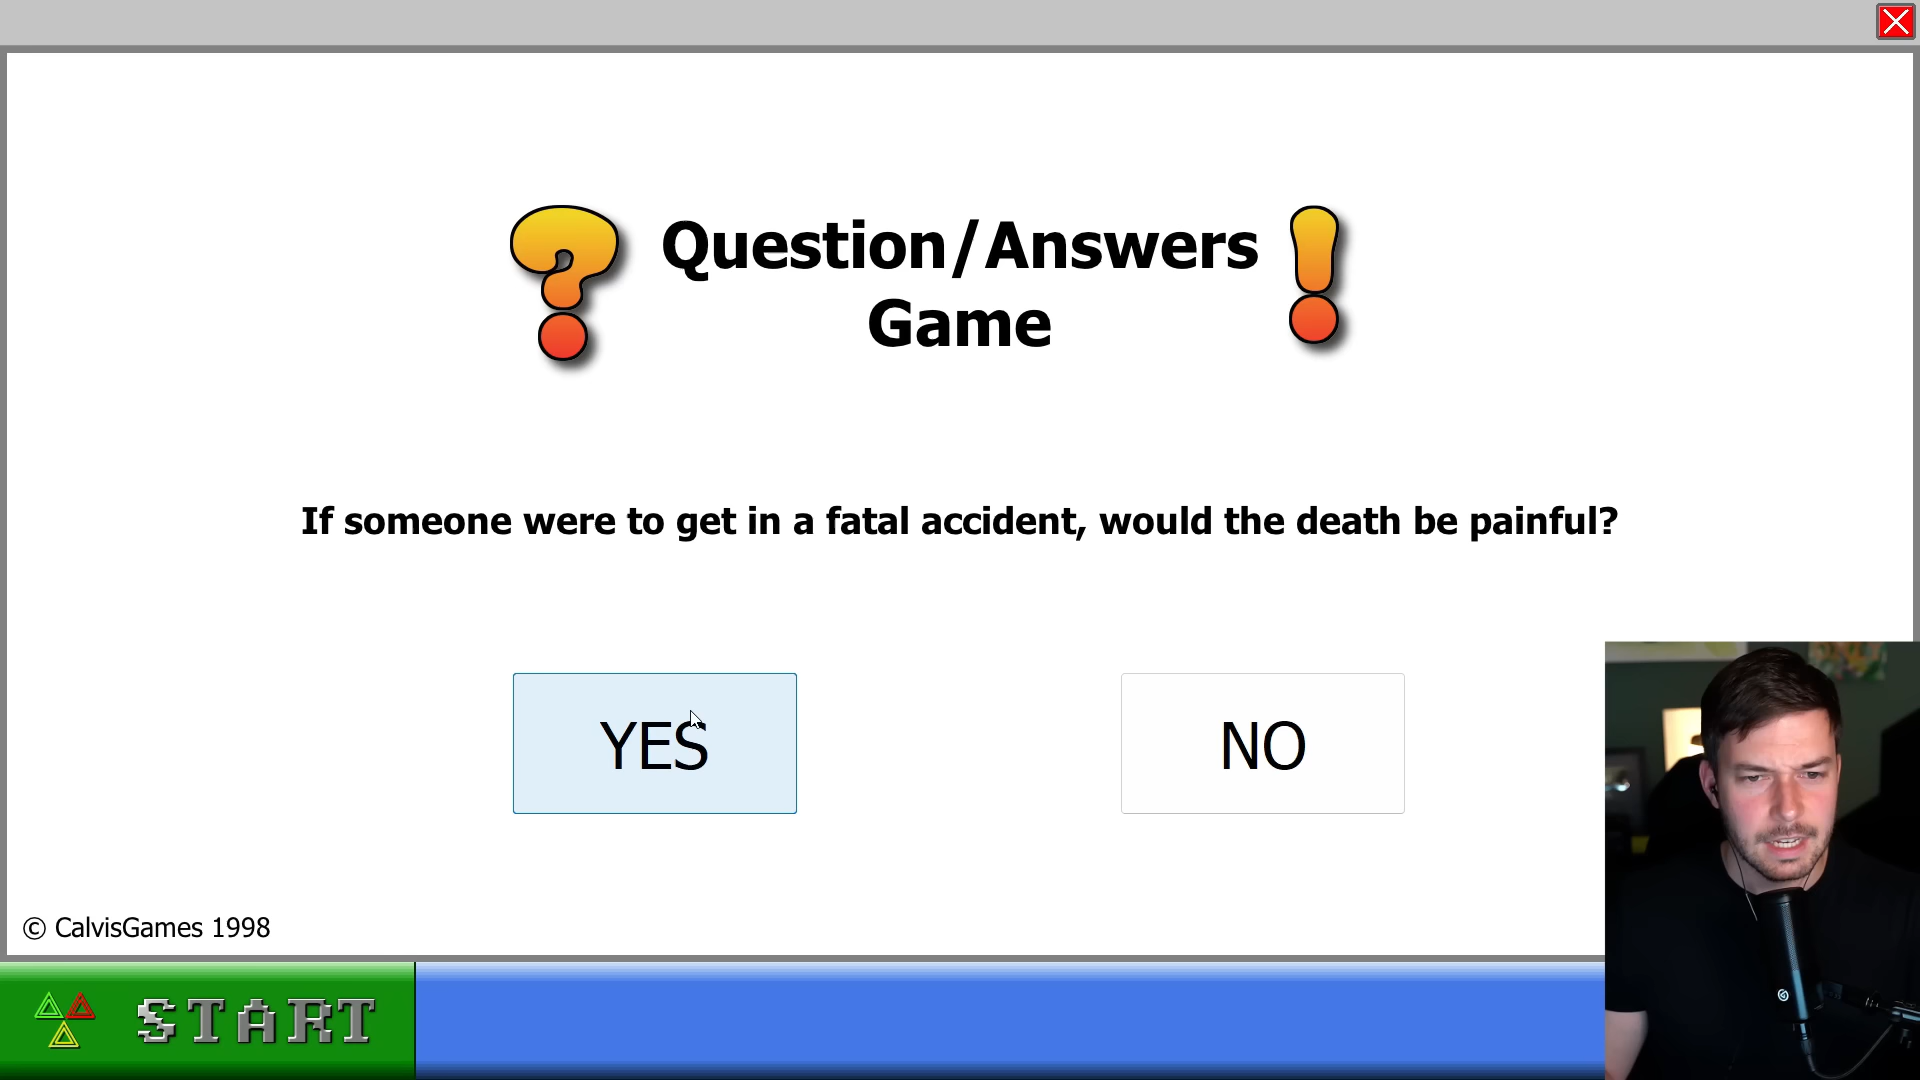 Question/Answers
Game
If someone were to get in a fatal accident, would the death be painful?
YES
NO
© CalvisGames 1998
START